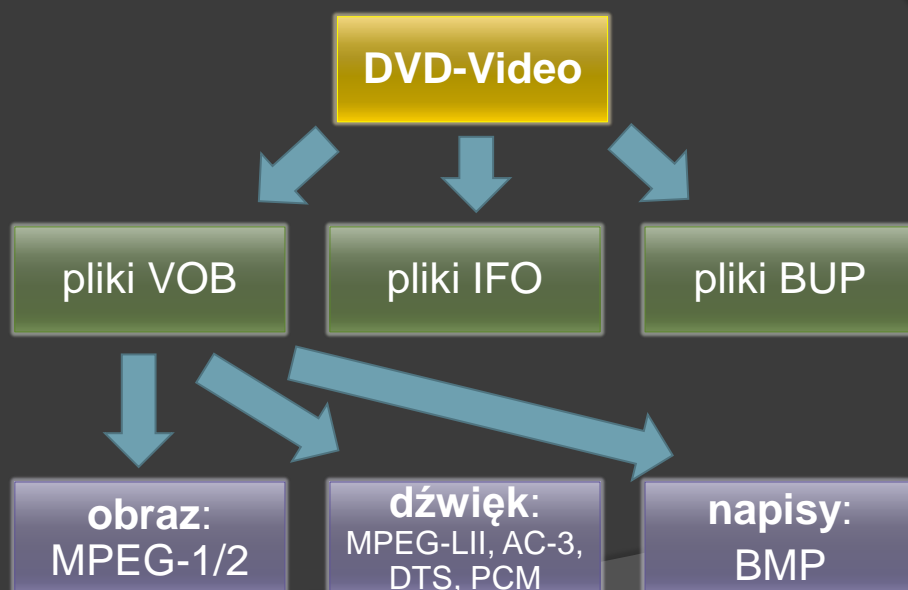 DVD-Video
pliki VOB
pliki IFO
pliki BUP
obraz:
MPEG-1/2
dźwięk:
MPEG-LII, AC-3,
DTS, PCM
napisy:
BMP